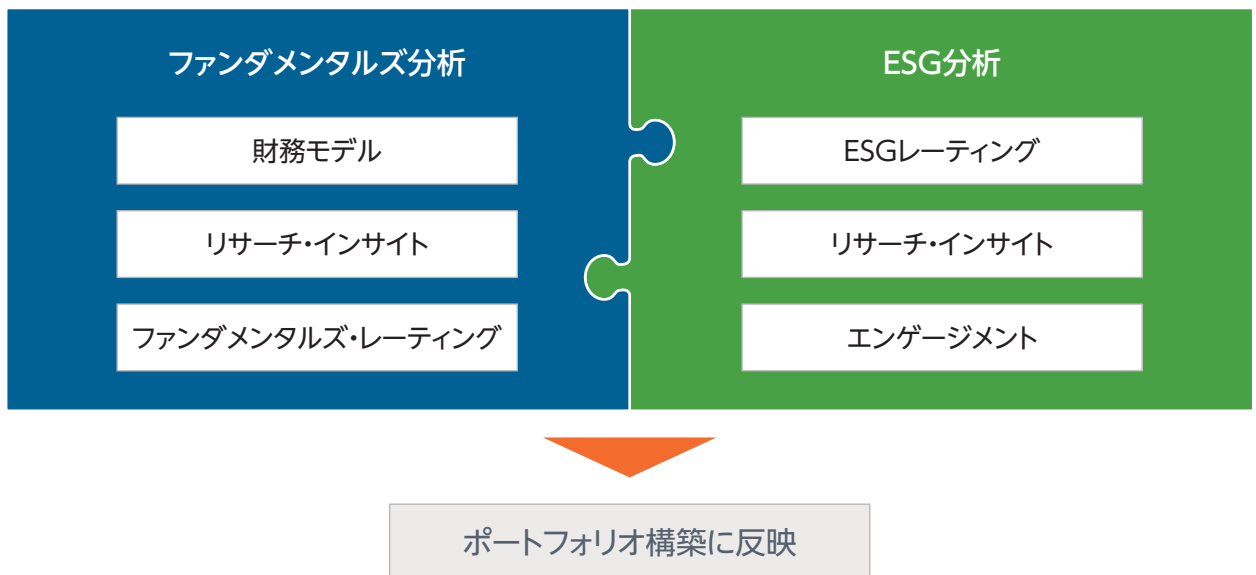 ファンダメンタルズ分析
財務モデル
リサーチ・インサイト
ファンダメンタルズ・レーティング
ESG分析
ESGレーティング
リサーチ・インサイト
エンゲージメント
ポートフォリオ構築に反映